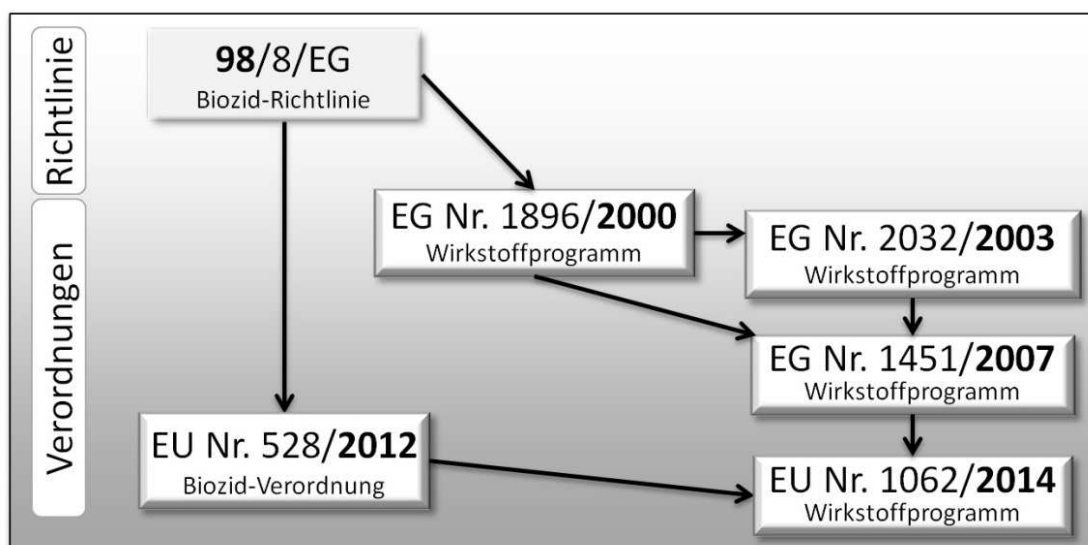 Richtlinie
98/8/EG
Biozid-Richtlinie
Verordnungen
EG Nr. 1896/2000
Wirkstoffprogramm
EG Nr. 2032/2003
Wirkstoffprogramm
EG Nr. 1451/2007
Wirkstoffprogramm
EU Nr. 528/2012
Biozid-Verordnung
EU Nr. 1062/2014
Wirkstoffprogramm